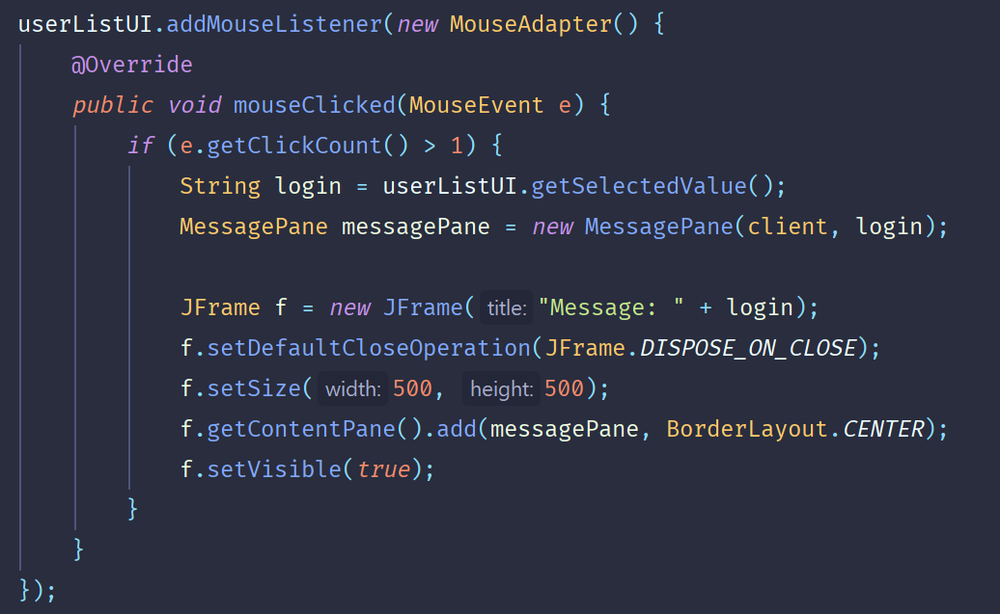 userListUI.addMouseListener(new MouseAdapter() {
@Override
public void mouseClicked(MouseEvent e) {
if (e.getClickCount() > 1) {
String login = userListUI.getSelectedValue();
MessagePane messagePane = new MessagePane(client, login);
JFrame f = new JFrame( title: "Message: " + login);
f.setDefaultCloseOperation(JFrame.DISPOSE_ON_CLOSE);
f.setSize( width: 500, height: 500);
f.getContentPane().add(messagePane, BorderLayout.CENTER);
f.setVisible(true);
}
}
});